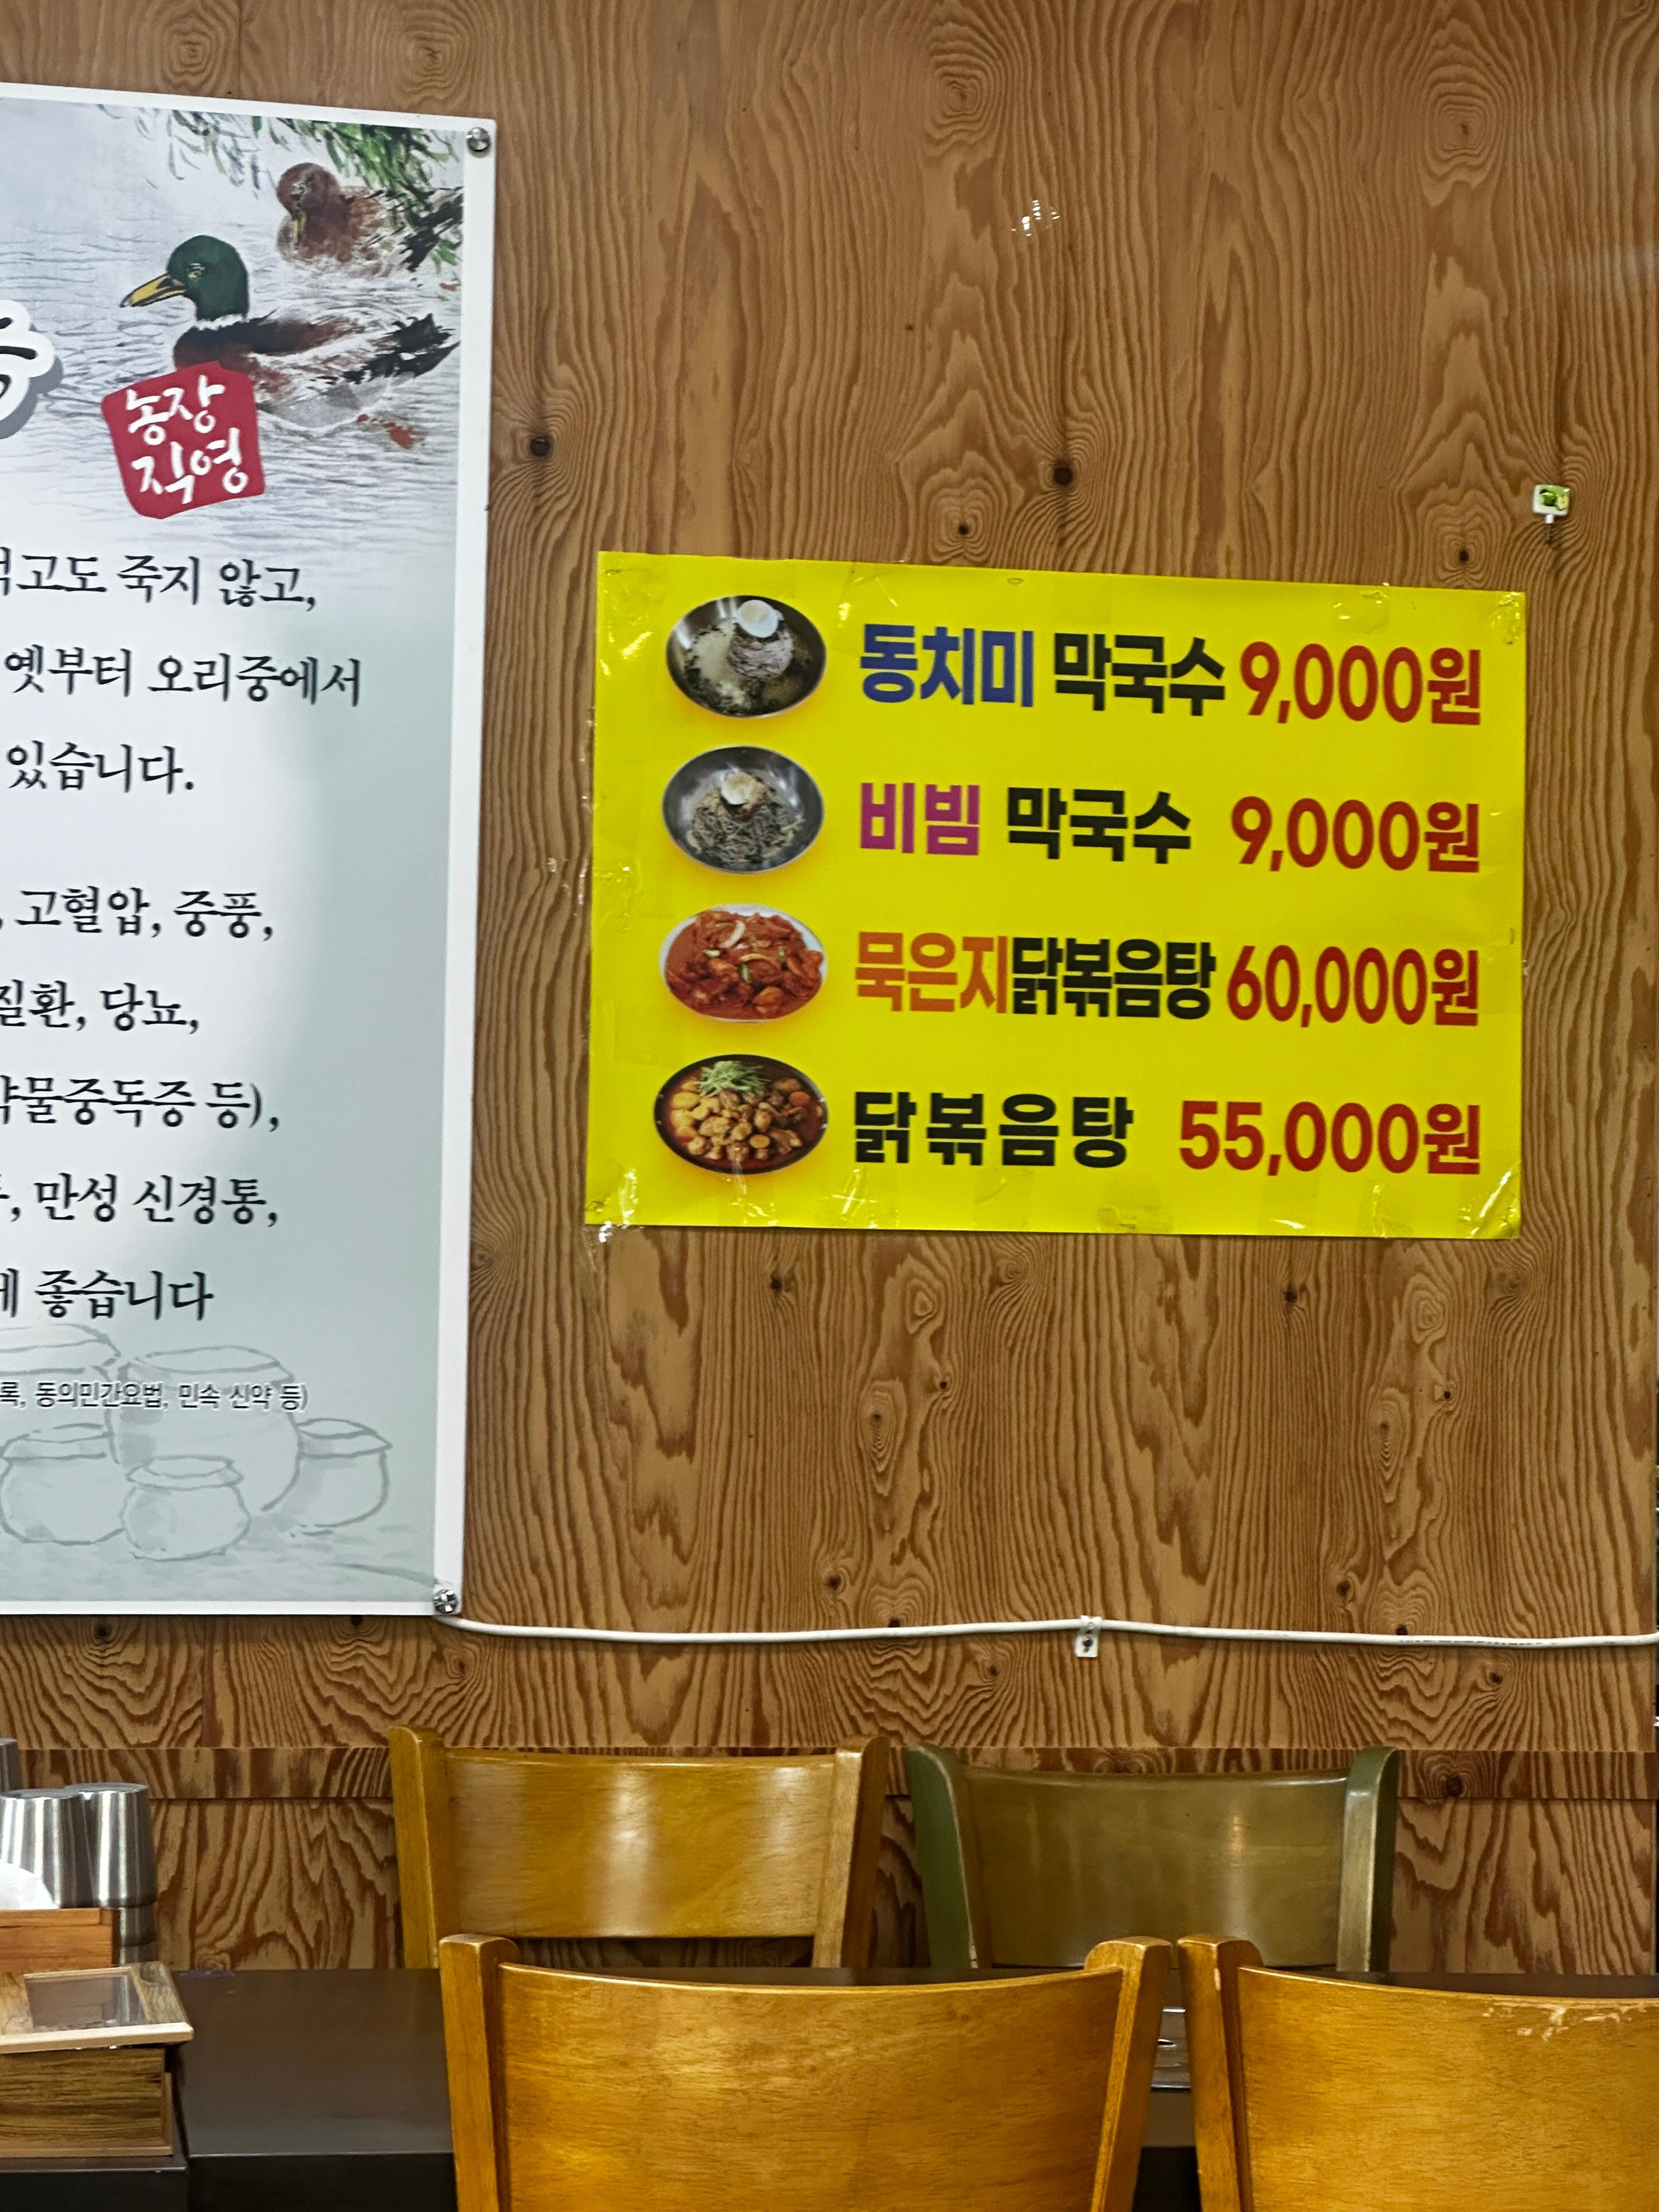 농장
직영
먹고도 죽지 않고,
옛부터 오리중에서
있습니다.
고혈압, 중풍,
질환, 당뇨,
약물중독증 등),
만성 신경통,
좋습니다
동의민간요법, 민속 신약 등)
동치미 막국수 9,000원
비빔 막국수 9,000원
묵은지닭볶음탕 60,000원
닭볶음탕 55,000원